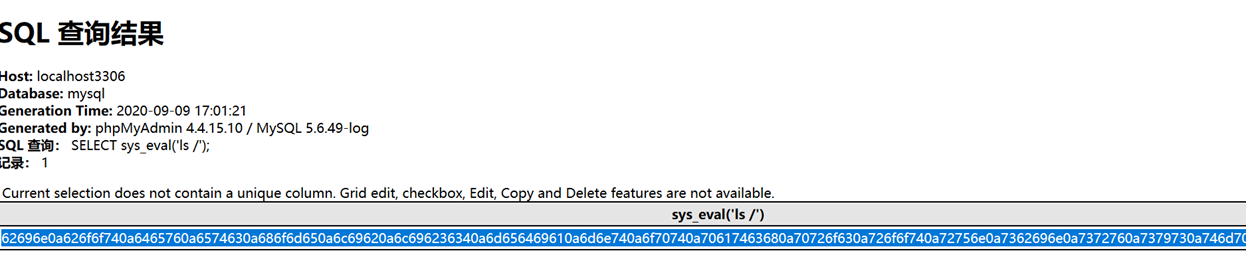 SQL 查询结果
Host: localhost3306
Database: mysql
Generation Time: 2020-09-09 17:01:21
Generated by: phpMyAdmin 4.4.15.10 / MySQL 5.6.49-log
SQL 查询： SELECT sys_eval('ls /');
记录： 1
Current selection does not contain a unique column. Grid edit, checkbox, Edit, Copy and Delete features are not available.
sys_eval('ls /')
62696e0a626f6f740a6465760a6574630a686f6d650a6c69620a6c696236340a6d656469610a6d6e740a6f70740a70617463680a70726f630a726f6f740a72756e0a7362696e0a7372760a7379730a746d70